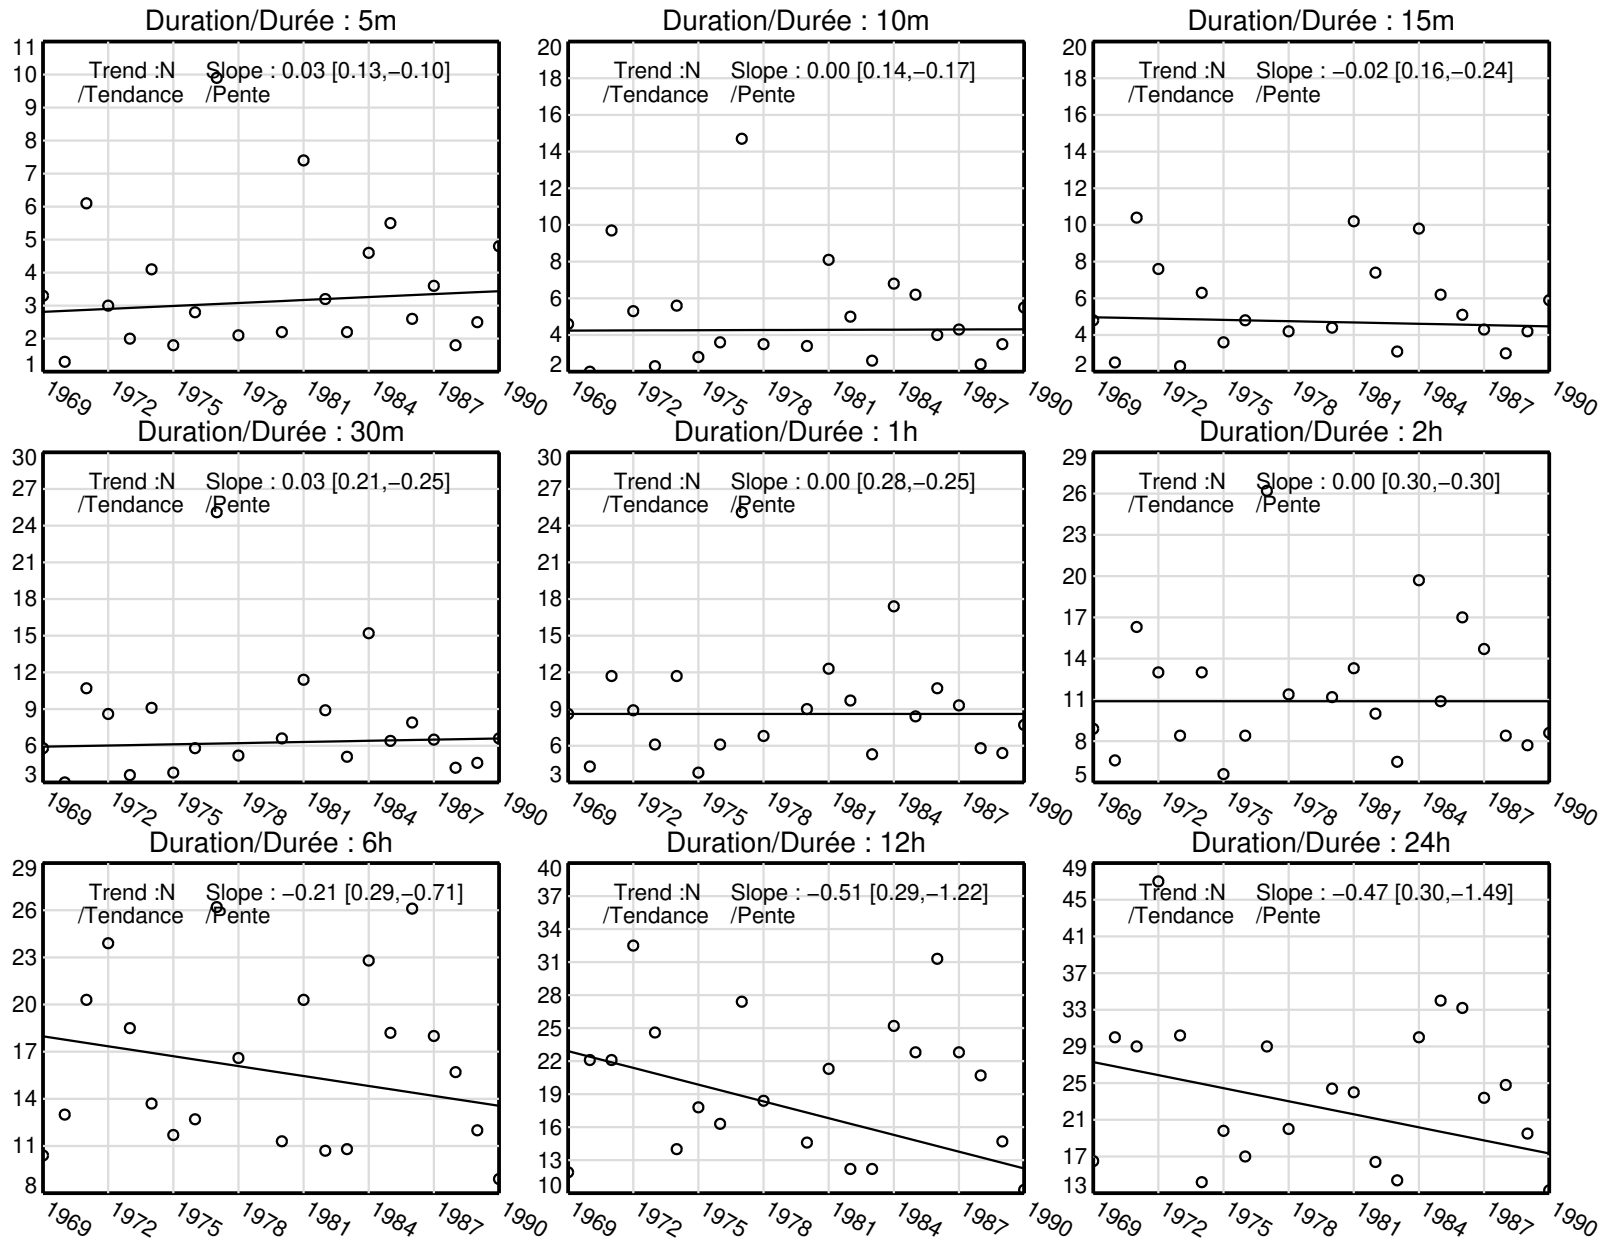 Duration/Durée : 5m
Trend :N Slope : 0.03 [0.13,−0.10]
/Tendance /Pente
11
10
9
8
7
6
5
4
3
2
1
1969 1972 1975 1978 1981 1984 1987 1990
Duration/Durée : 10m
Trend :N Slope : 0.00 [0.14,−0.17]
/Tendance /Pente
20
18
16
14
12
10
8
6
4
2
1969 1972 1975 1978 1981 1984 1987 1990
Duration/Durée : 15m
Trend :N Slope : −0.02 [0.16,−0.24]
/Tendance /Pente
20
18
16
14
12
10
8
6
4
2
1969 1972 1975 1978 1981 1984 1987 1990
Duration/Durée : 30m
Trend :N Slope : 0.03 [0.21,−0.25]
/Tendance /Pente
30
27
24
21
18
15
12
9
6
3
1969 1972 1975 1978 1981 1984 1987 1990
Duration/Durée : 1h
Trend :N Slope : 0.00 [0.28,−0.25]
/Tendance /Pente
30
27
24
21
18
15
12
9
6
3
1969 1972 1975 1978 1981 1984 1987 1990
Duration/Durée : 2h
Trend :N Slope : 0.00 [0.30,−0.30]
/Tendance /Pente
29
26
23
20
17
14
11
8
5
1969 1972 1975 1978 1981 1984 1987 1990
Duration/Durée : 6h
Trend :N Slope : −0.21 [0.29,−0.71]
/Tendance /Pente
29
26
23
20
17
14
11
8
1969 1972 1975 1978 1981 1984 1987 1990
Duration/Durée : 12h
Trend :N Slope : −0.51 [0.29,−1.22]
/Tendance /Pente
40
37
34
31
28
25
22
19
16
13
10
1969 1972 1975 1978 1981 1984 1987 1990
Duration/Durée : 24h
Trend :N Slope : −0.47 [0.30,−1.49]
/Tendance /Pente
49
45
41
37
33
29
25
21
17
13
1969 1972 1975 1978 1981 1984 1987 1990